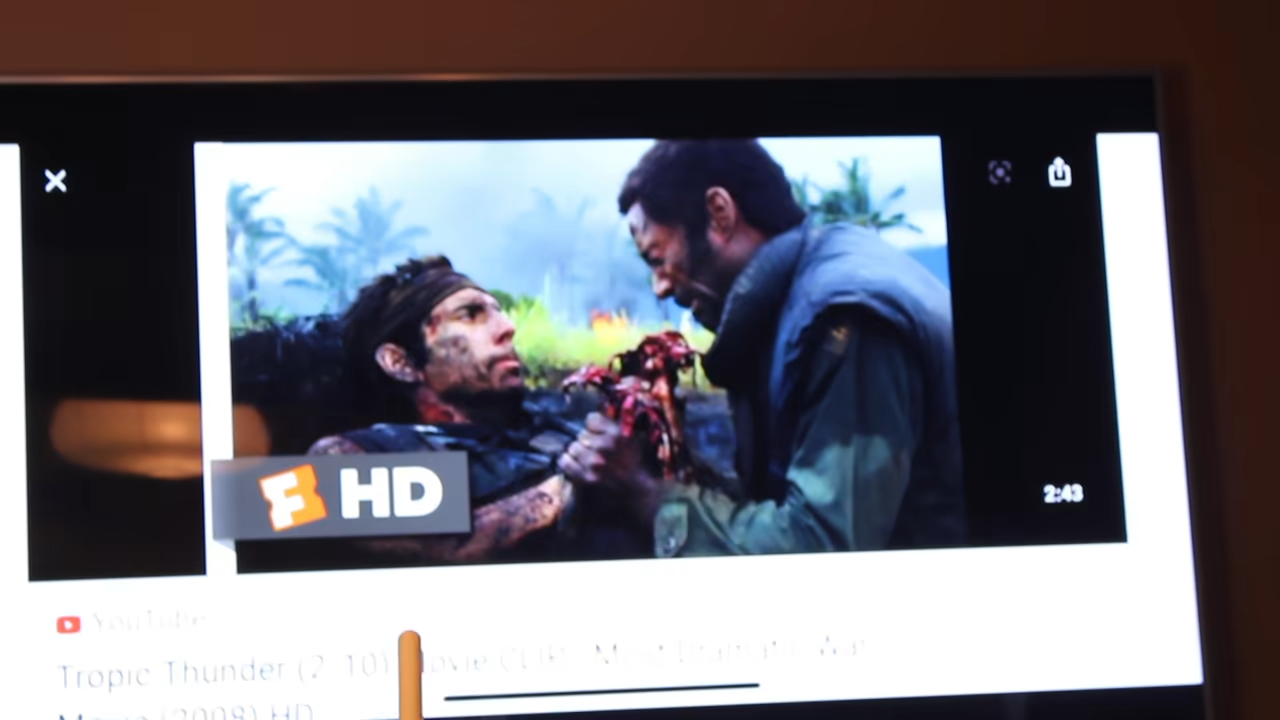 HD
2:43
YouTube
Tropic Thunder (2 10) Movie CLIP - Most Dramatic War
Movie (2008) HD